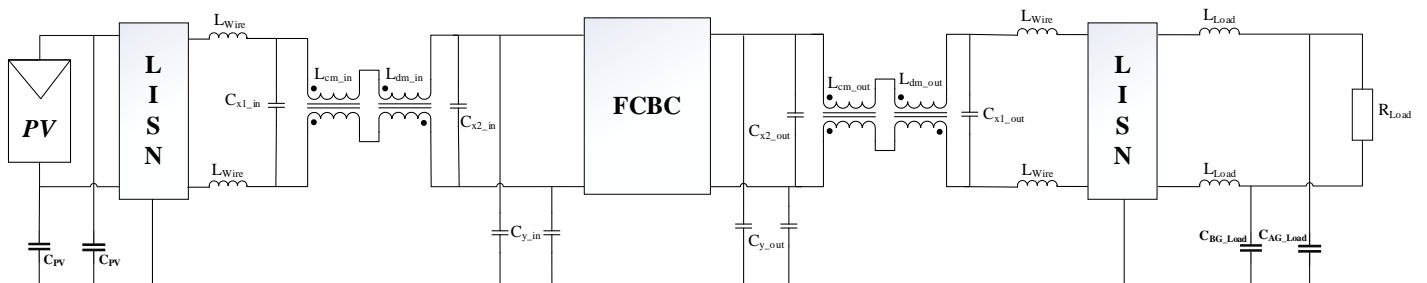 L_Wire
L_Wire
L_Load
L_cm_in
L_dm_in
L_cm_out
L_dm_out
PV
L
I
S
N
C_x1_in
C_x2_in
FCBC
C_x2_out
C_x1_out
L
I
S
N
R_Load
L_Wire
L_Wire
L_Load
C_PV
C_PV
C_y_in
C_y_out
C_BG_Load
C_AG_Load